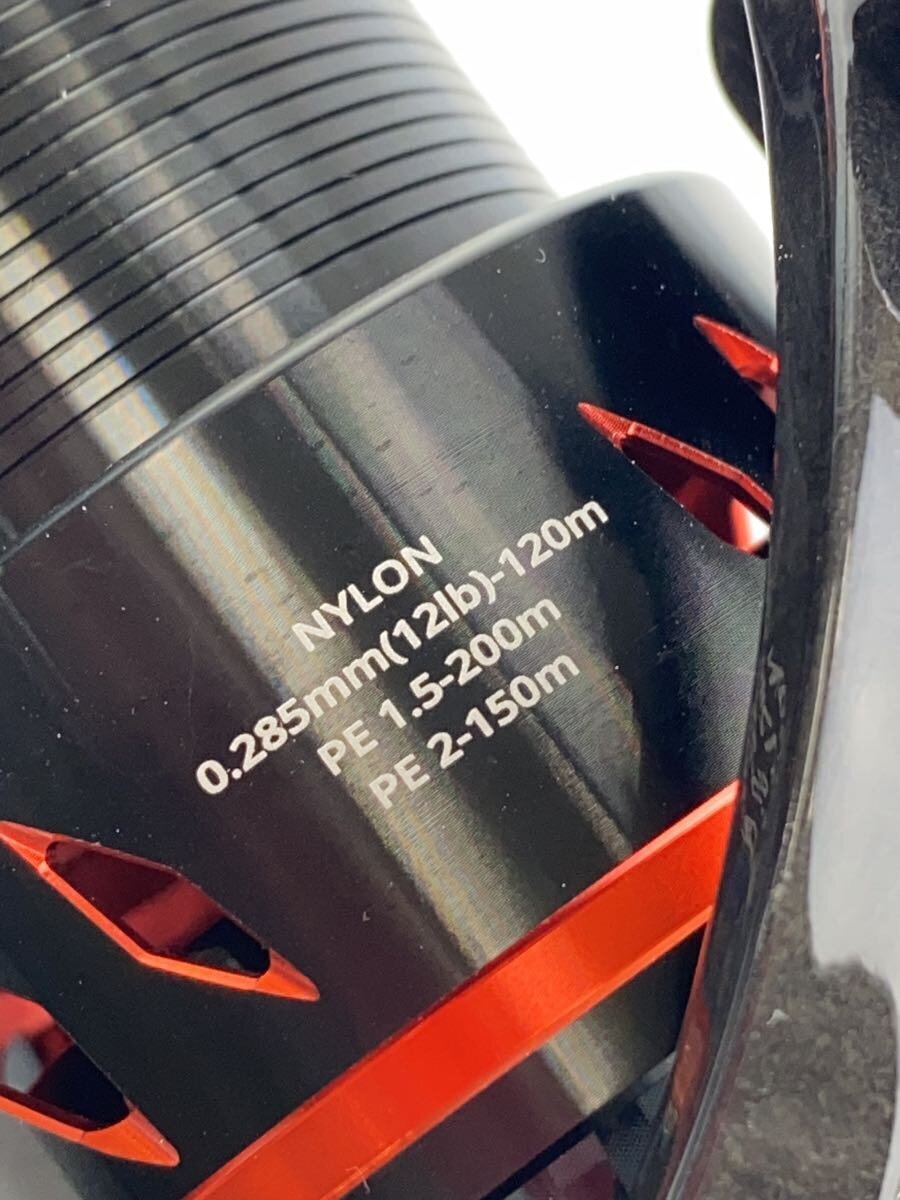 NYLON
0.285mm(12lb)-120m
PE 1.5-200m
PE 2-150m